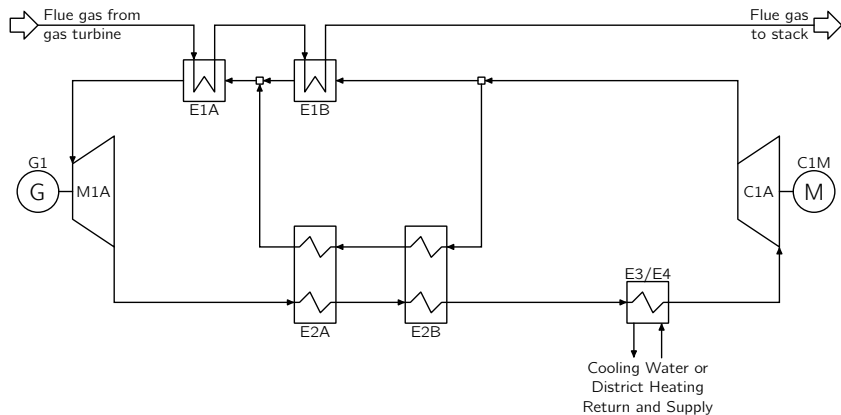 Flue gas from
gas turbine
Flue gas
to stack
E1A
E1B
G1
G
M1A
C1A
C1M
M
E2A
E2B
E3/E4
Cooling Water or
District Heating
Return and Supply